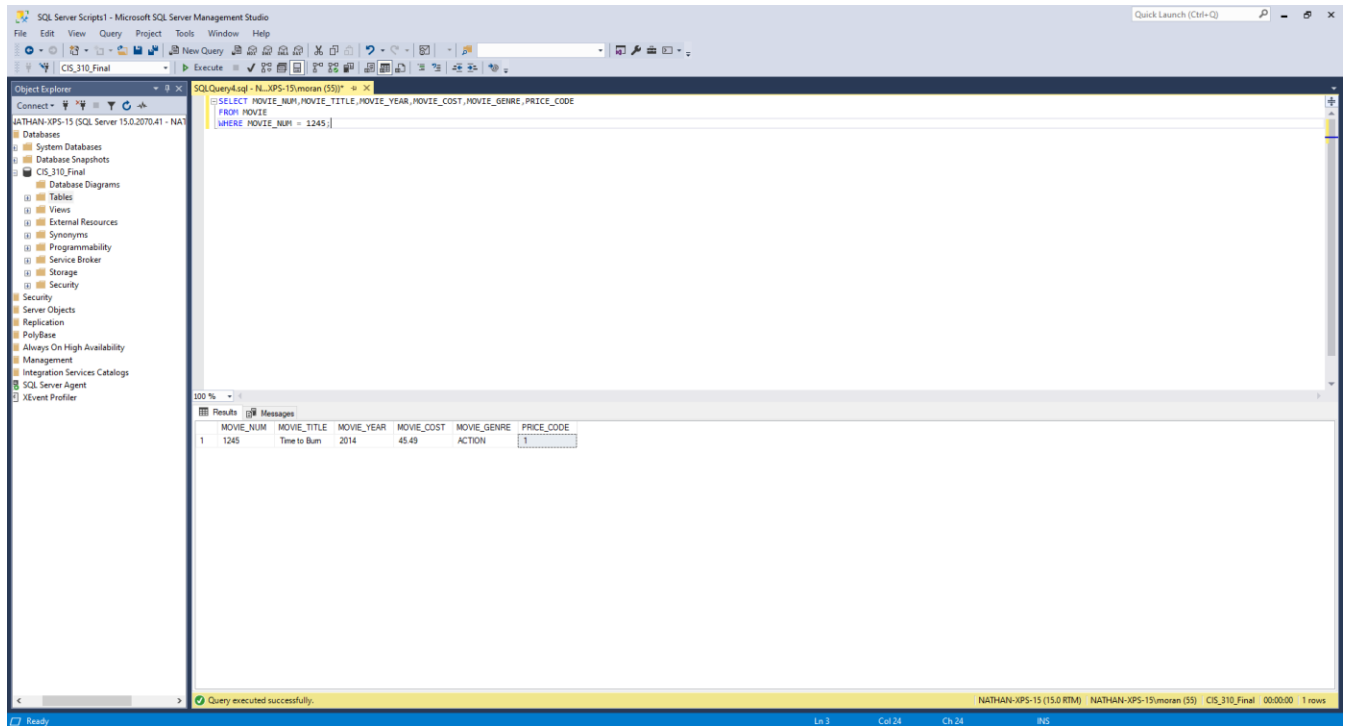 SQL Server Scripts1 - Microsoft SQL Server Management Studio
Quick Launch (Ctrl+Q)
File Edit View Query Project Tools Window Help
New Query
CIS_310_Final
Execute
Object Explorer
SQLQuery4.sql - N...XPS-15\moran (55))*
Connect
NATHAN-XPS-15 (SQL Server 15.0.2070.41 - NAT
Databases
System Databases
Database Snapshots
CIS_310_Final
Database Diagrams
Tables
Views
External Resources
Synonyms
Programmability
Service Broker
Storage
Security
Security
Server Objects
Replication
PolyBase
Always On High Availability
Management
Integration Services Catalogs
SQL Server Agent
XEvent Profiler
SELECT MOVIE_NUM,MOVIE_TITLE,MOVIE_YEAR,MOVIE_COST,MOVIE_GENRE,PRICE_CODE
FROM MOVIE
WHERE MOVIE_NUM = 1245;
100 %
Results Messages
MOVIE_NUM MOVIE_TITLE MOVIE_YEAR MOVIE_COST MOVIE_GENRE PRICE_CODE
1 1245 Time to Burn 2014 45.49 ACTION 1
Query executed successfully.
NATHAN-XPS-15 (15.0 RTM) NATHAN-XPS-15\moran (55) CIS_310_Final 00:00:00 1 rows
Ready Ln 3 Col 24 Ch 24 INS